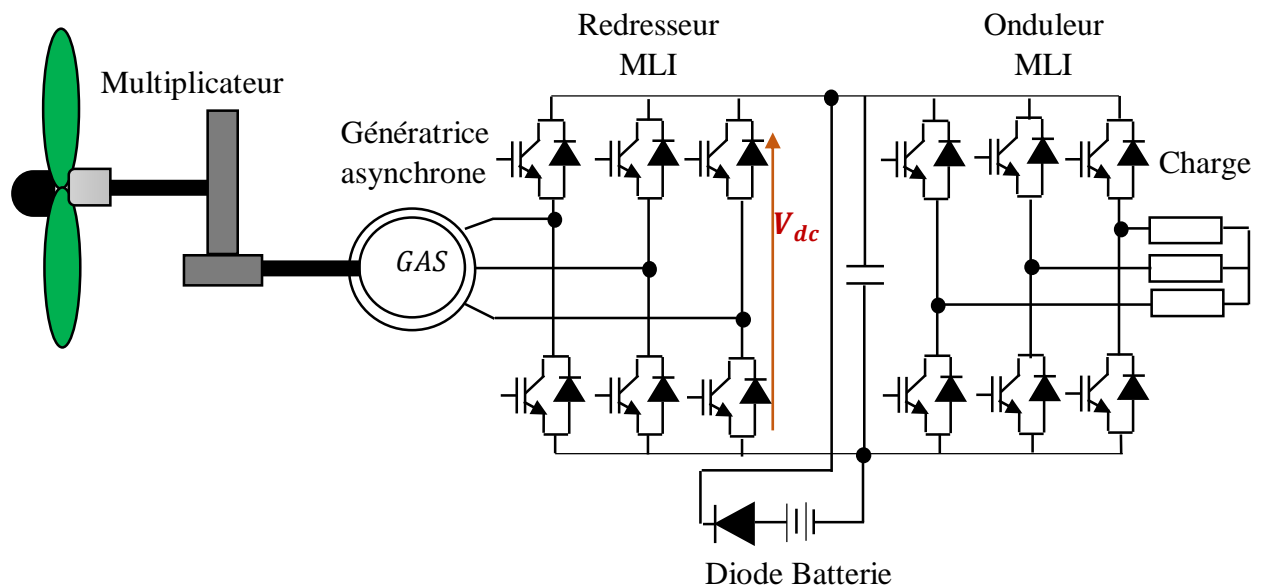 Redresseur
MLI
Onduleur
MLI
Multiplicateur
Génératrice
asynchrone
Charge
V_dc
GAS
Diode Batterie